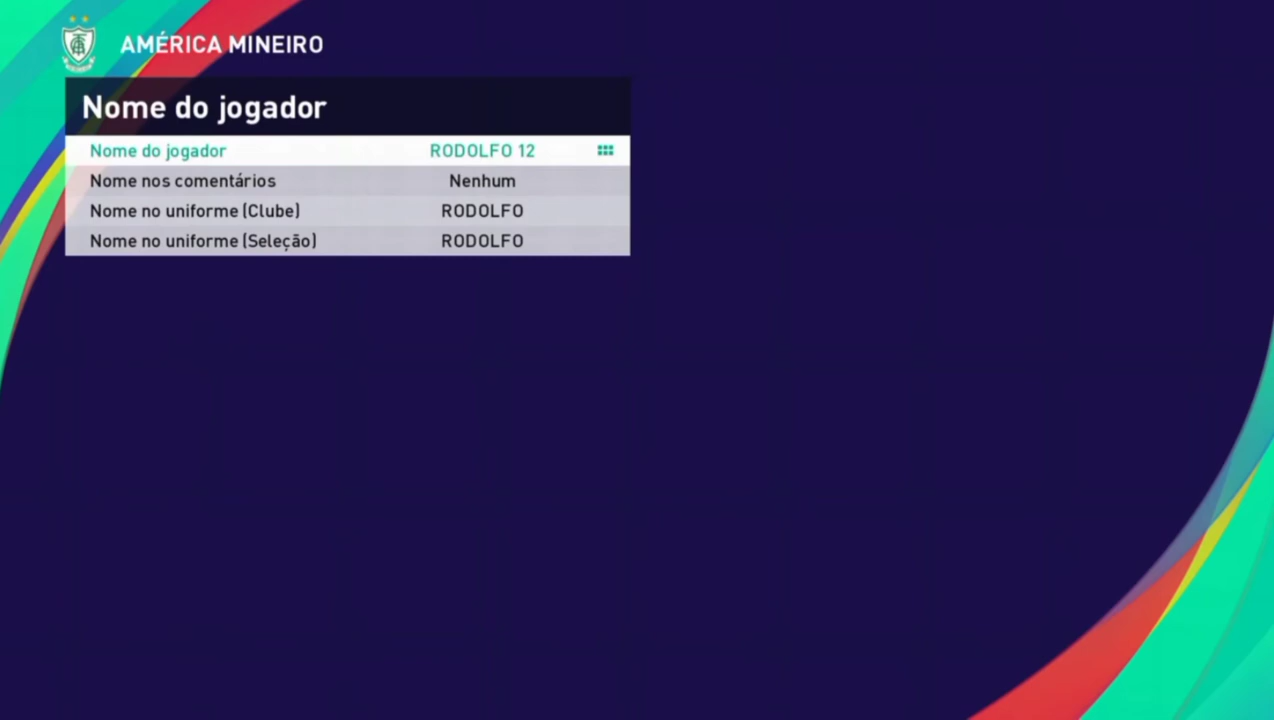 AMÉRICA MINEIRO
Nome do jogador
Nome do jogador RODOLFO 12
Nome nos comentários Nenhum
Nome no uniforme (Clube) RODOLFO
Nome no uniforme (Seleção) RODOLFO